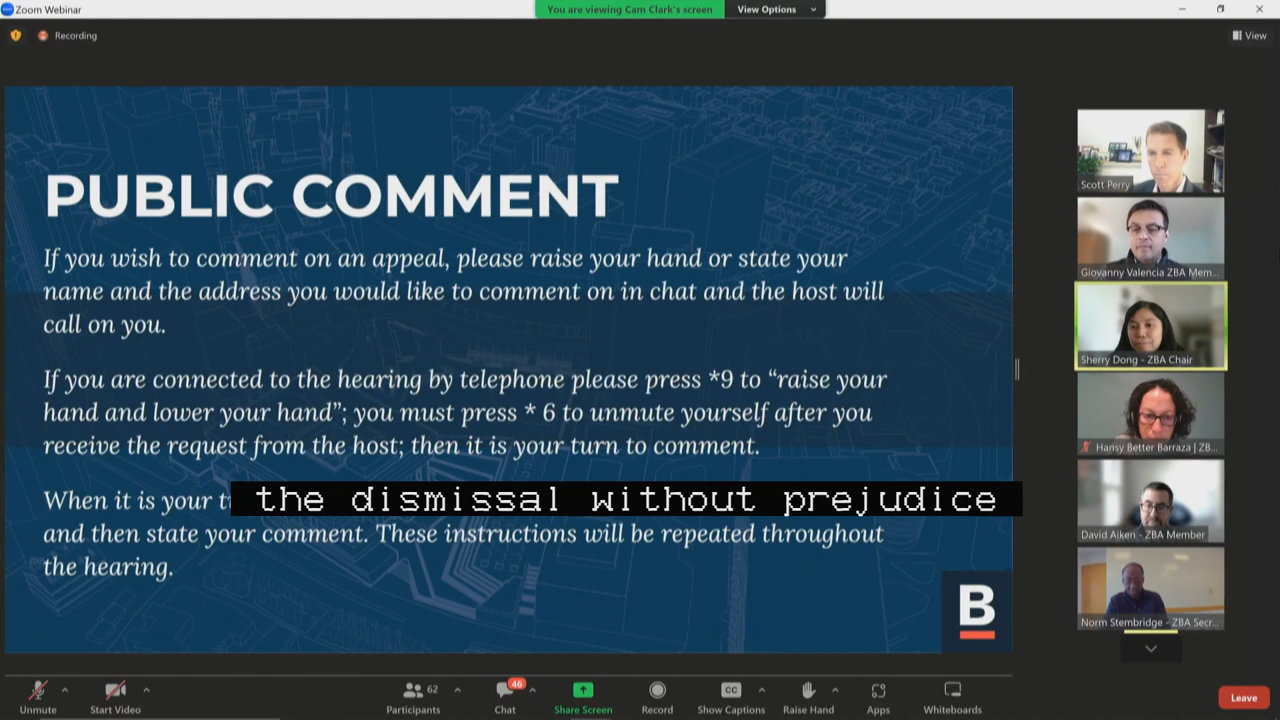 Zoom Webinar
You are viewing Cam Clark's screen
View Options
Recording
View
PUBLIC COMMENT
If you wish to comment on an appeal, please raise your hand or state your
name and the address you would like to comment on in chat and the host will
call on you.
If you are connected to the hearing by telephone please press *9 to “raise your
hand and lower your hand”; you must press * 6 to unmute yourself after you
receive the request from the host; then it is your turn to comment.
When it is your
the dismissal without prejudice
and then state your comment. These instructions will be repeated throughout
the hearing.
B
Scott Perry
Giovanny Valencia ZBA Mem...
Sherry Dong - ZBA Chair
Hansy Better Barraza | ZB...
David Aiken - ZBA Member
Norm Stembridge - ZBA Secr...
Unmute
Start Video
62
Participants
46
Chat
Share Screen
Record
CC
Show Captions
Raise Hand
Apps
Whiteboards
Leave